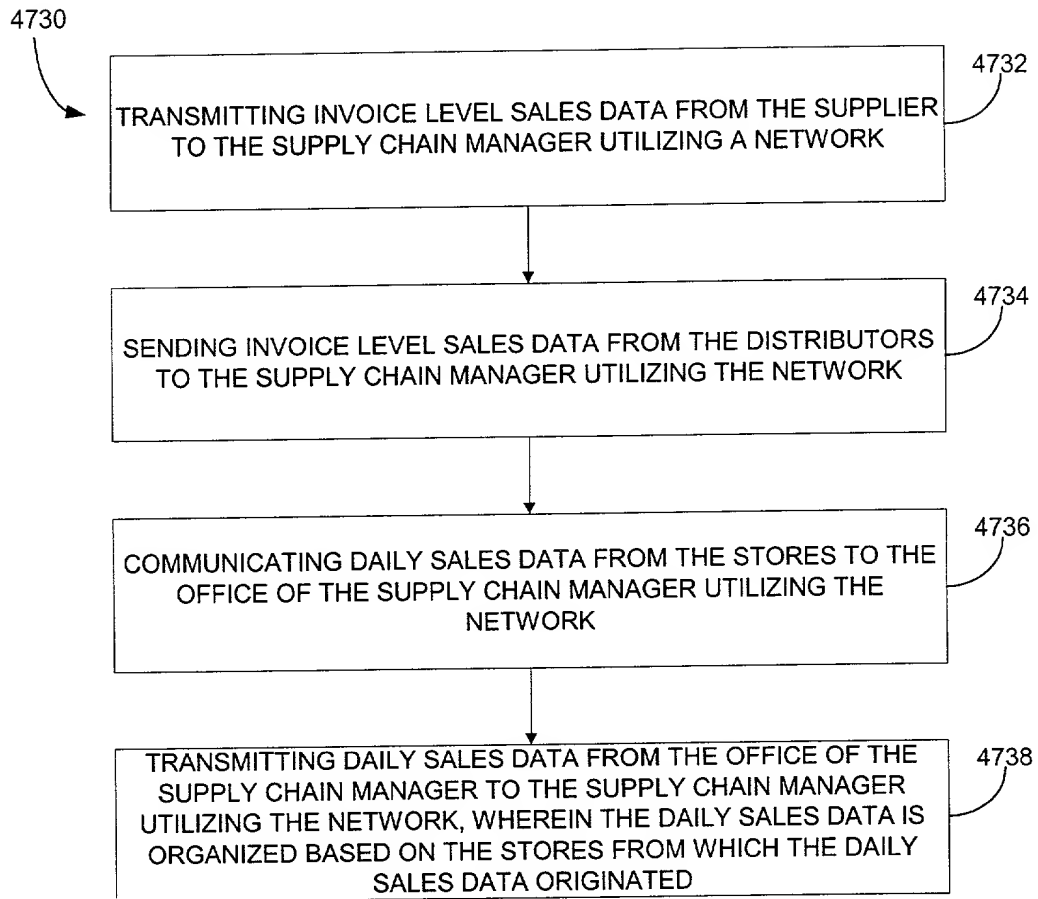 4730
4732
TRANSMITTING INVOICE LEVEL SALES DATA FROM THE SUPPLIER
TO THE SUPPLY CHAIN MANAGER UTILIZING A NETWORK
4734
SENDING INVOICE LEVEL SALES DATA FROM THE DISTRIBUTORS
TO THE SUPPLY CHAIN MANAGER UTILIZING THE NETWORK
4736
COMMUNICATING DAILY SALES DATA FROM THE STORES TO THE
OFFICE OF THE SUPPLY CHAIN MANAGER UTILIZING THE
NETWORK
4738
TRANSMITTING DAILY SALES DATA FROM THE OFFICE OF THE
SUPPLY CHAIN MANAGER TO THE SUPPLY CHAIN MANAGER
UTILIZING THE NETWORK, WHEREIN THE DAILY SALES DATA IS
ORGANIZED BASED ON THE STORES FROM WHICH THE DAILY
SALES DATA ORIGINATED